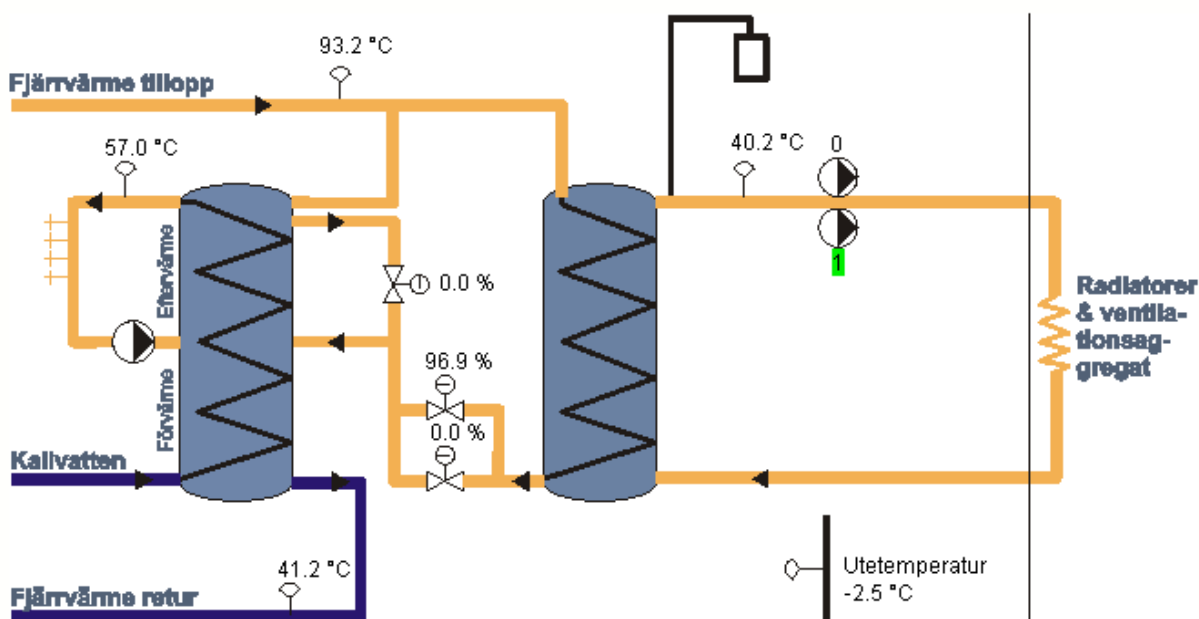 93.2 °C
Fjärrvärme tillopp
57.0 °C
40.2 °C
0
Eftervärme
0.0 %
1
Radiatorer
& ventila-
tionsag-
gregat
96.9 %
Förvärme
0.0 %
Kallvatten
41.2 °C
Utetemperatur
-2.5 °C
Fjärrvärme retur